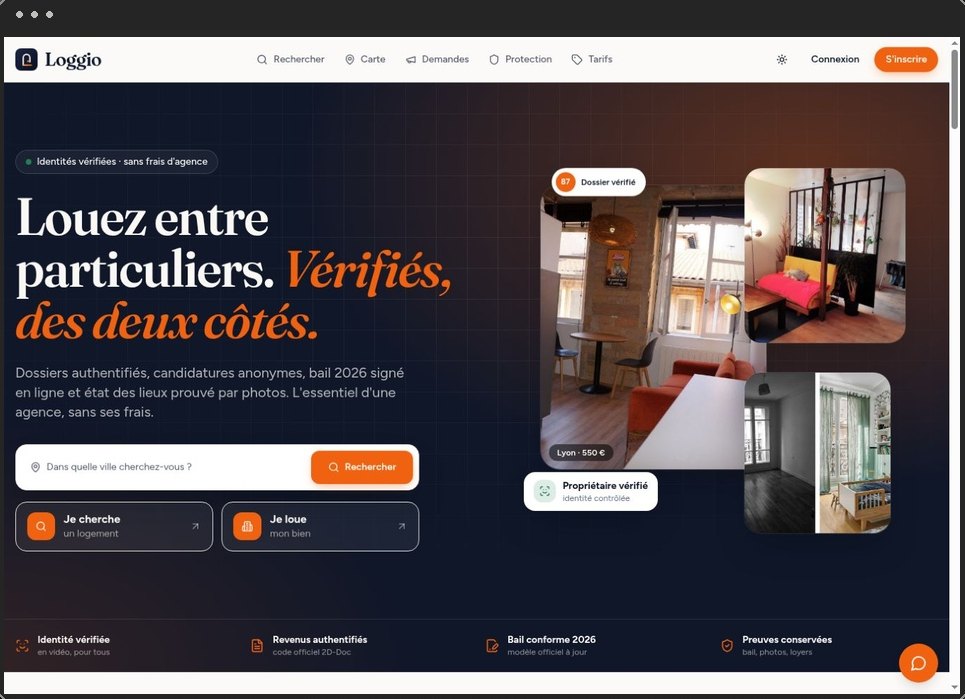 Loggio
Rechercher
Carte
Demandes
Protection
Tarifs
Connexion
S'inscrire
Identités vérifiées · sans frais d'agence
Louez entre
particuliers. Vérifiés,
des deux côtés.
Dossiers authentifiés, candidatures anonymes, bail 2026 signé
en ligne et état des lieux prouvé par photos. L'essentiel d'une
agence, sans ses frais.
Dans quelle ville cherchez-vous ?
Rechercher
Je cherche
un logement
Je loue
mon bien
87
Dossier vérifié
Lyon · 550 €
Propriétaire vérifié
identité contrôlée
Identité vérifiée
en vidéo, pour tous
Revenus authentifiés
code officiel 2D-Doc
Bail conforme 2026
modèle officiel à jour
Preuves conservées
bail, photos, loyers